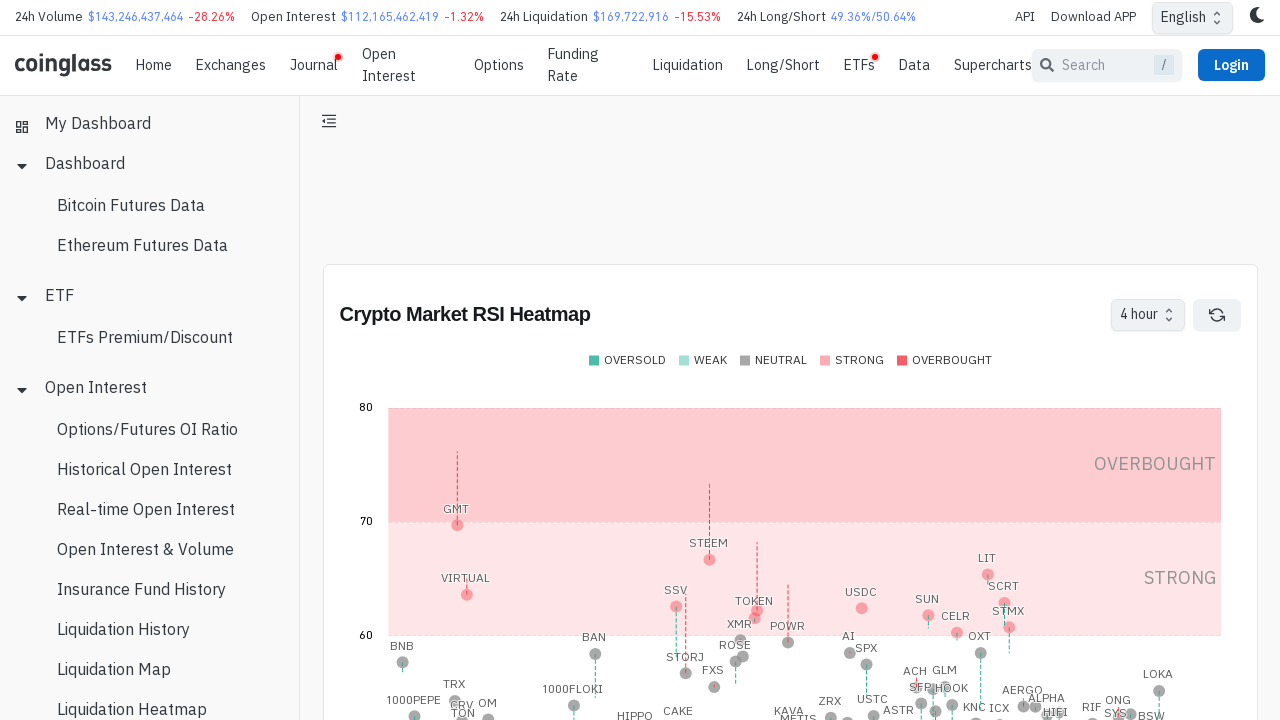 24h Volume $143,246,437,464 -28.26% Open Interest $112,165,462,419 -1.32% 24h Liquidation $169,722,916 -15.53% 24h Long/Short 49.36%/50.64% API Download APP English
coinglass Home Exchanges Journal Open Interest Options Funding Rate Liquidation Long/Short ETFs Data Supercharts Search / Login
My Dashboard
Dashboard
Bitcoin Futures Data
Ethereum Futures Data
ETF
ETFs Premium/Discount
Open Interest
Options/Futures OI Ratio
Historical Open Interest
Real-time Open Interest
Open Interest & Volume
Insurance Fund History
Liquidation History
Liquidation Map
Liquidation Heatmap
Crypto Market RSI Heatmap 4 hour
OVERSOLD WEAK NEUTRAL STRONG OVERBOUGHT
80
OVERBOUGHT
GMT
70
STEEM
LIT
VIRTUAL STRONG
SSV USDC SCRT
TOKEN SUN
STMX
XMR POWR CELR
60
BAN AI OXT
BNB ROSE SPX
STORJ
FXS ACH GLM
LOKA
TRX
1000FLOKI SFP HOOK AERGO
1000PEPE CRV OM ZRX USTC ALPHA ONG
KNC ICX RIF
TON CAKE KAVA ASTR HIFI SYS
HIPPO METIS BSW